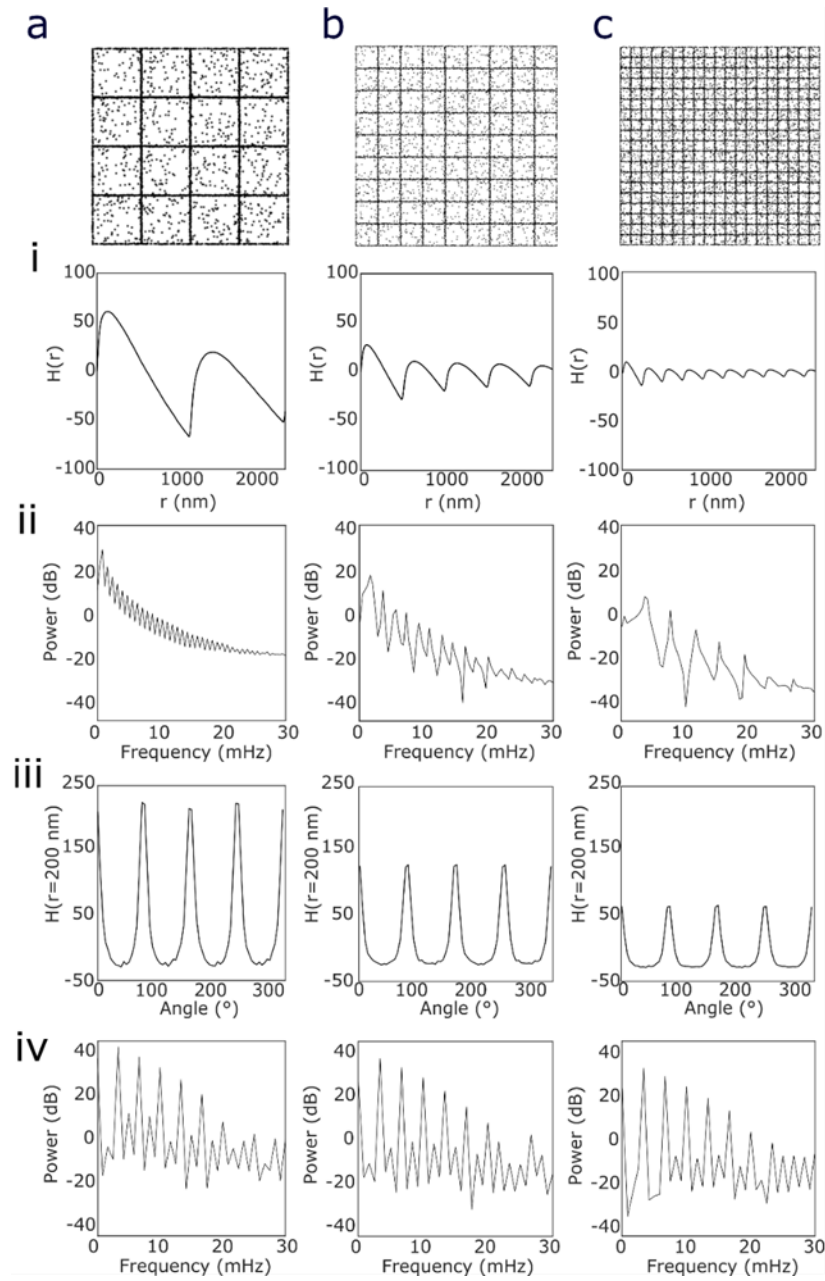 a b c
i
100 50 0 -50 -100
H(r)
0 1000 2000
r (nm)
100 50 0 -50 -100
H(r)
0 1000 2000
r (nm)
100 50 0 -50 -100
H(r)
0 1000 2000
r (nm)
ii
40 20 0 -20 -40
Power (dB)
0 10 20 30
Frequency (mHz)
40 20 0 -20 -40
Power (dB)
0 10 20 30
Frequency (mHz)
40 20 0 -20 -40
Power (dB)
0 10 20 30
Frequency (mHz)
iii
250 150 50 -50
H(r=200 nm)
0 100 200 300
Angle (°)
250 150 50 -50
H(r=200 nm)
0 100 200 300
Angle (°)
250 150 50 -50
H(r=200 nm)
0 100 200 300
Angle (°)
iv
40 20 0 -20 -40
Power (dB)
0 10 20 30
Frequency (mHz)
40 20 0 -20 -40
Power (dB)
0 10 20 30
Frequency (mHz)
40 20 0 -20 -40
Power (dB)
0 10 20 30
Frequency (mHz)